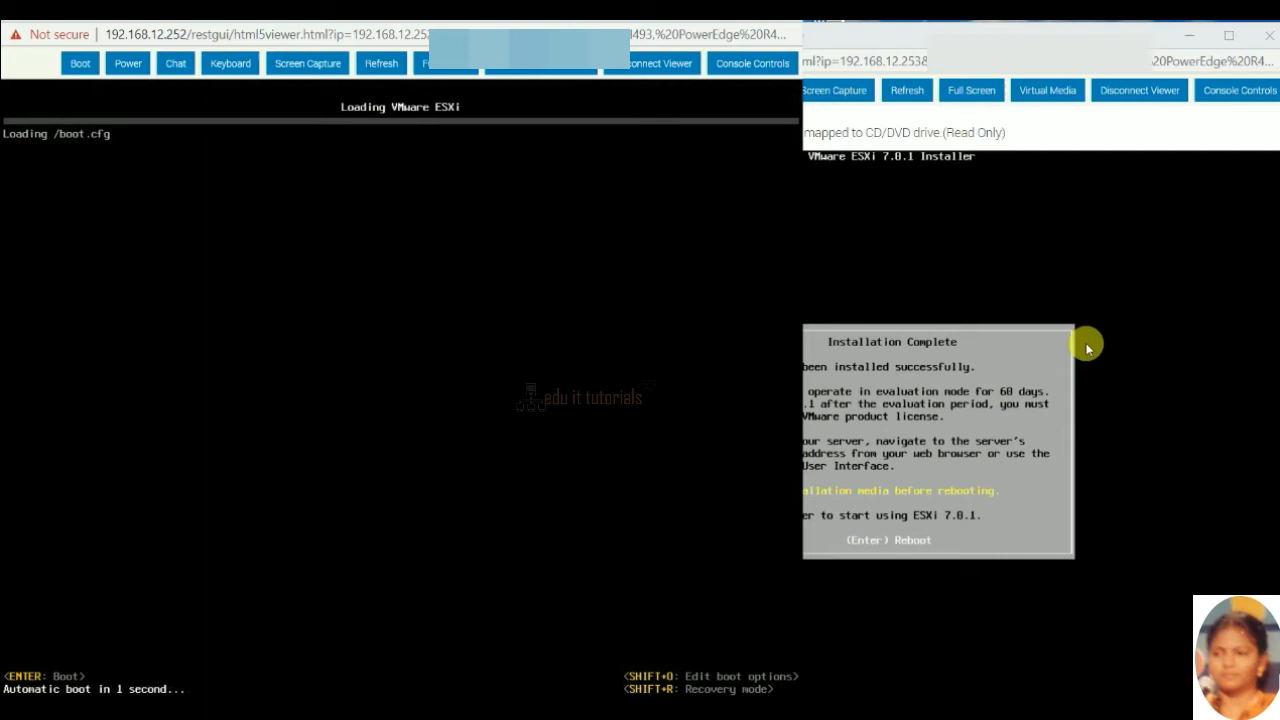 Not secure | 192.168.12.252/restgui/html5viewer.html?ip=192.168.12.25 493,%20PowerEdge%20R4...
Boot Power Chat Keyboard Screen Capture Refresh connect Viewer Console Controls
Loading VMware ESXi
Loading /boot.cfg
edu it tutorials
<ENTER: Boot>
Automatic boot in 1 second...
<SHIFT+O: Edit boot options>
<SHIFT+R: Recovery mode>
ml?ip=192.168.12.253& 20PowerEdge%20R4...
Screen Capture Refresh Full Screen Virtual Media Disconnect Viewer Console Controls
mapped to CD/DVD drive.(Read Only)
VMware ESXi 7.0.1 Installer
Installation Complete
been installed successfully.
operate in evaluation mode for 60 days.
.1 after the evaluation period, you must
VMware product license.
our server, navigate to the server's
address from your web browser or use the
User Interface.
allation media before rebooting.
er to start using ESXi 7.0.1.
(Enter) Reboot